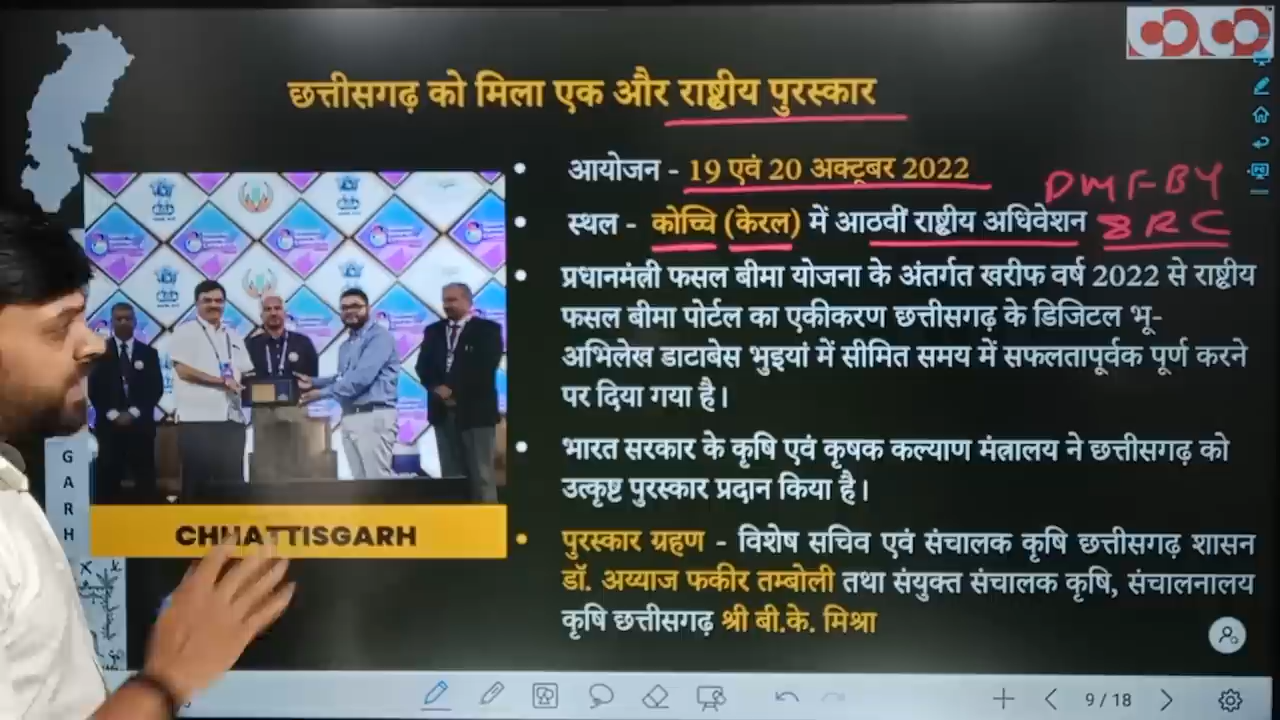 छत्तीसगढ़ को मिला एक और राष्ट्रीय पुरस्कार
• आयोजन - 19 एवं 20 अक्टूबर 2022
DMF-BY
• स्थल - कोच्चि (केरल) में आठवीं राष्ट्रीय अधिवेशन
8RC
• प्रधानमंत्री फसल बीमा योजना के अंतर्गत खरीफ वर्ष 2022 से राष्ट्रीय
फसल बीमा पोर्टल का एकीकरण छत्तीसगढ़ के डिजिटल भू-
अभिलेख डाटाबेस भुइयां में सीमित समय में सफलतापूर्वक पूर्ण करने
पर दिया गया है।
• भारत सरकार के कृषि एवं कृषक कल्याण मंत्रालय ने छत्तीसगढ़ को
उत्कृष्ट पुरस्कार प्रदान किया है।
• पुरस्कार ग्रहण - विशेष सचिव एवं संचालक कृषि छत्तीसगढ़ शासन
डॉ. अय्याज फकीर तम्बोली तथा संयुक्त संचालक कृषि, संचालनालय
कृषि छत्तीसगढ़ श्री बी.के. मिश्रा
CHHATTISGARH
G
A
R
H
9 / 18